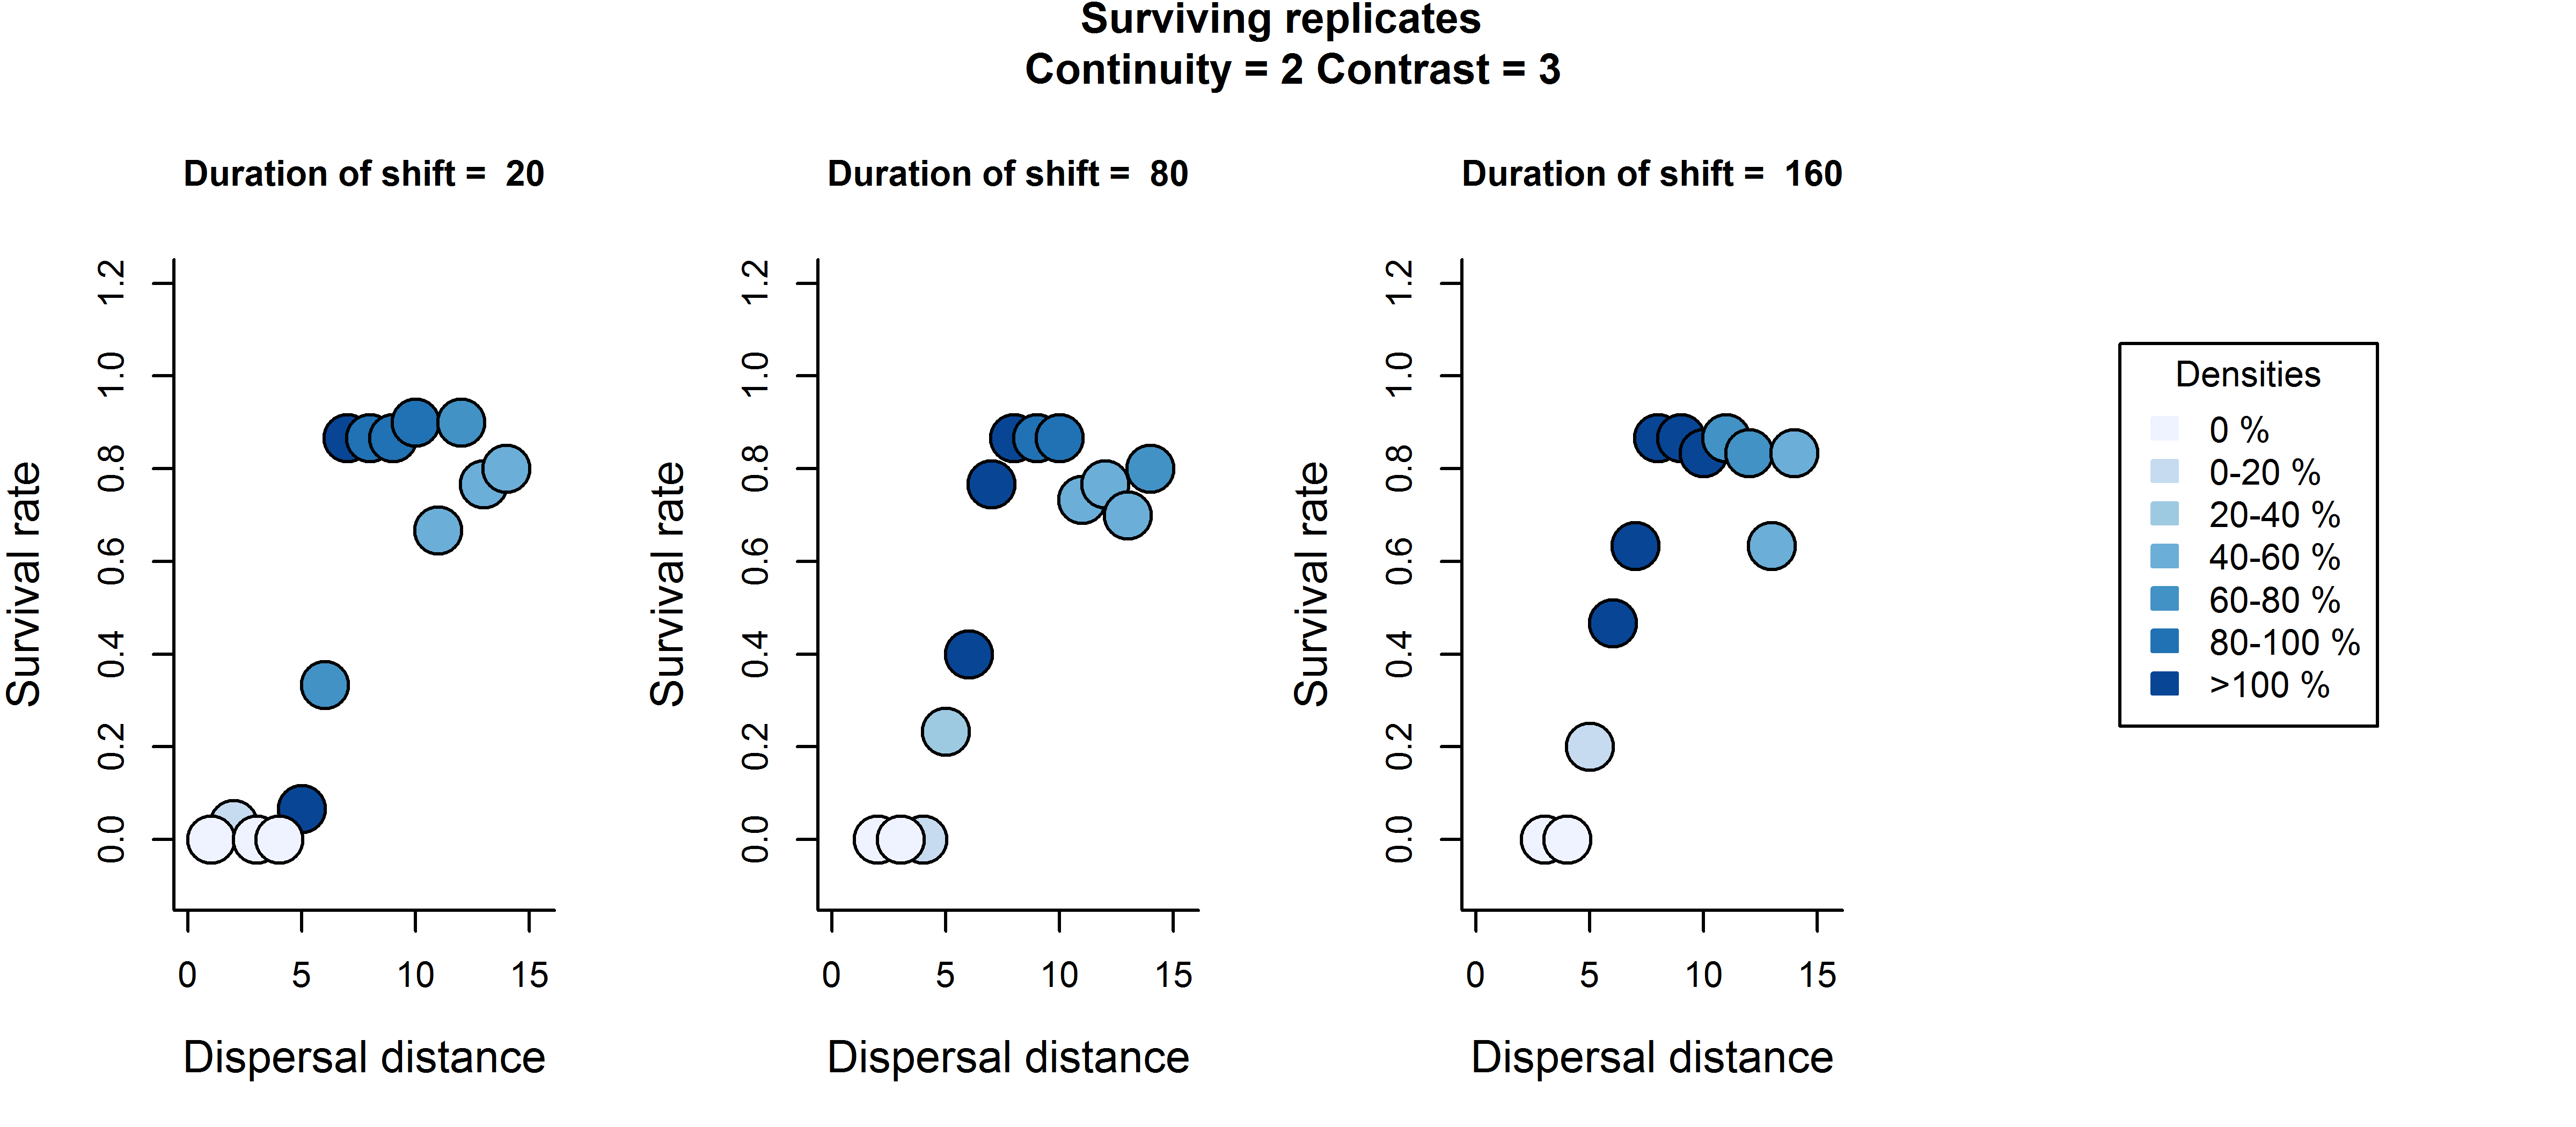 Surviving replicates
Continuity = 2 Contrast = 3
Duration of shift = 20
Survival rate
0.0 0.2 0.4 0.6 0.8 1.0 1.2
0 5 10 15
Dispersal distance
Duration of shift = 80
Survival rate
0.0 0.2 0.4 0.6 0.8 1.0 1.2
0 5 10 15
Dispersal distance
Duration of shift = 160
Survival rate
0.0 0.2 0.4 0.6 0.8 1.0 1.2
0 5 10 15
Dispersal distance
Densities
0 %
0-20 %
20-40 %
40-60 %
60-80 %
80-100 %
>100 %